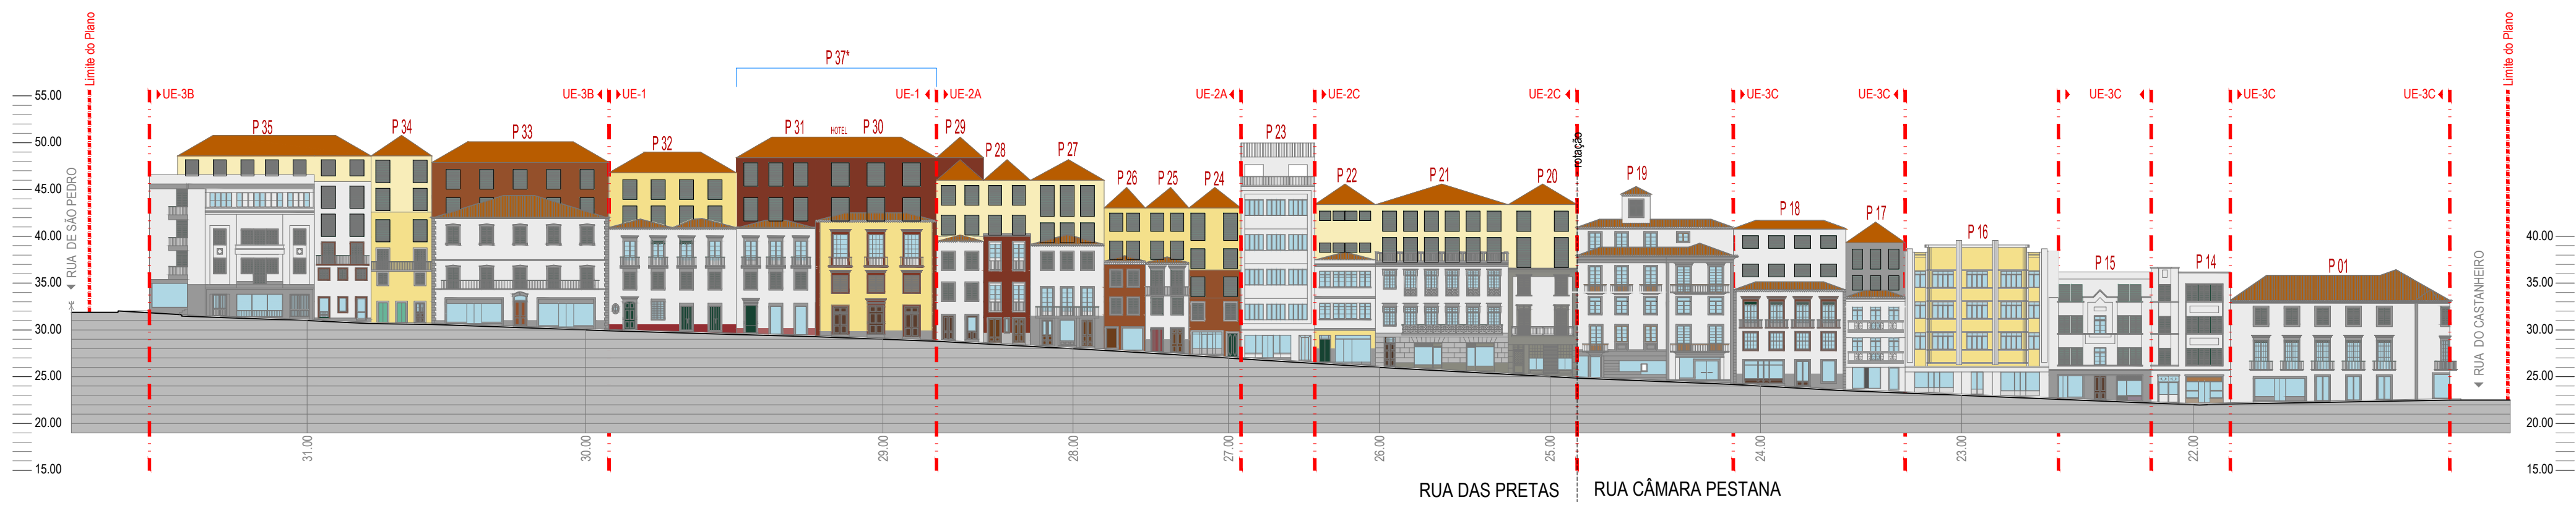 Limite do Plano
Limite do Plano
P 37*
UE-3B
UE-3B
UE-1
UE-1
UE-2A
UE-2A
UE-2C
UE-2C
UE-3C
UE-3C
UE-3C
UE-3C
UE-3C
P 35
P 34
P 33
P 32
P 31
HOTEL
P 30
P 29
P 28
P 27
P 26
P 25
P 24
P 23
P 22
P 21
P 20
rotação
P 19
P 18
P 17
P 16
P 15
P 14
P 01
55.00
50.00
45.00
40.00
35.00
30.00
25.00
20.00
15.00
RUA DE SÃO PEDRO
40.00
35.00
30.00
25.00
20.00
15.00
RUA DO CASTANHEIRO
31.00
30.00
29.00
28.00
27.00
26.00
25.00
24.00
23.00
22.00
RUA DAS PRETAS
RUA CÂMARA PESTANA